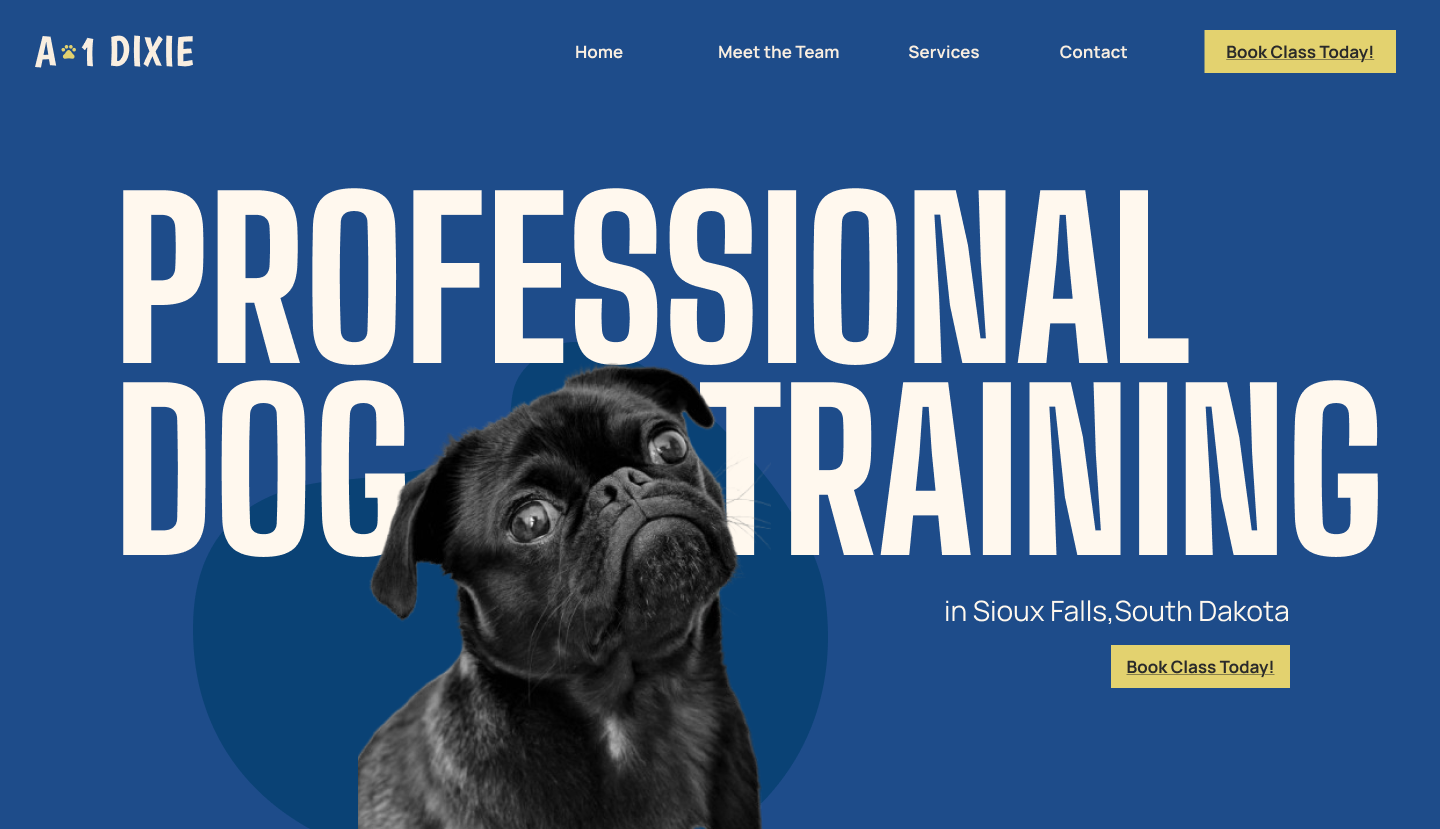 A 1 DIXIE
Home
Meet the Team
Services
Contact
Book Class Today!
PROFESSIONAL
DOG TRAINING
in Sioux Falls,South Dakota
Book Class Today!